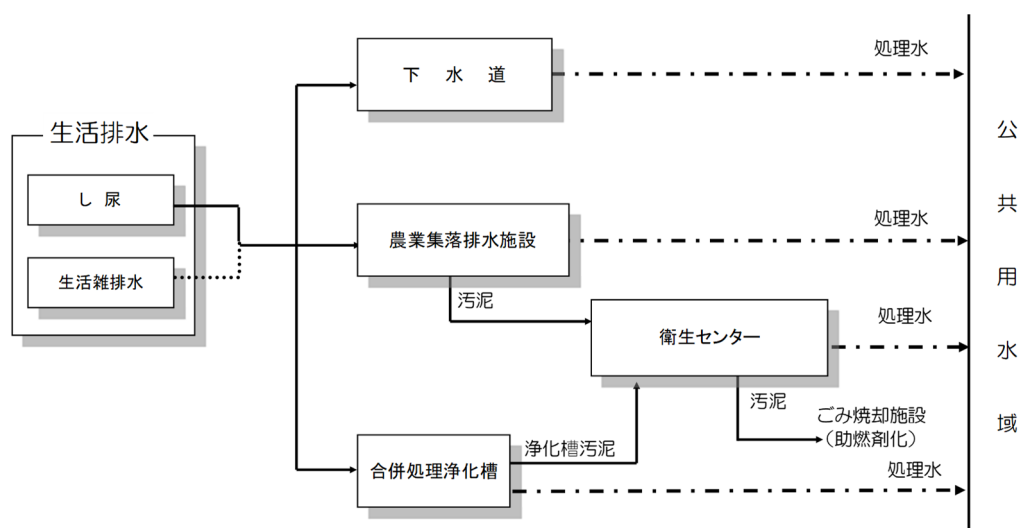 生活排水
し 尿
生活雑排水
下 水 道
処理水
農業集落排水施設
処理水
汚泥
衛生センター
処理水
汚泥
ごみ焼却施設
（助燃剤化）
合併処理浄化槽
浄化槽汚泥
処理水
公共用水域